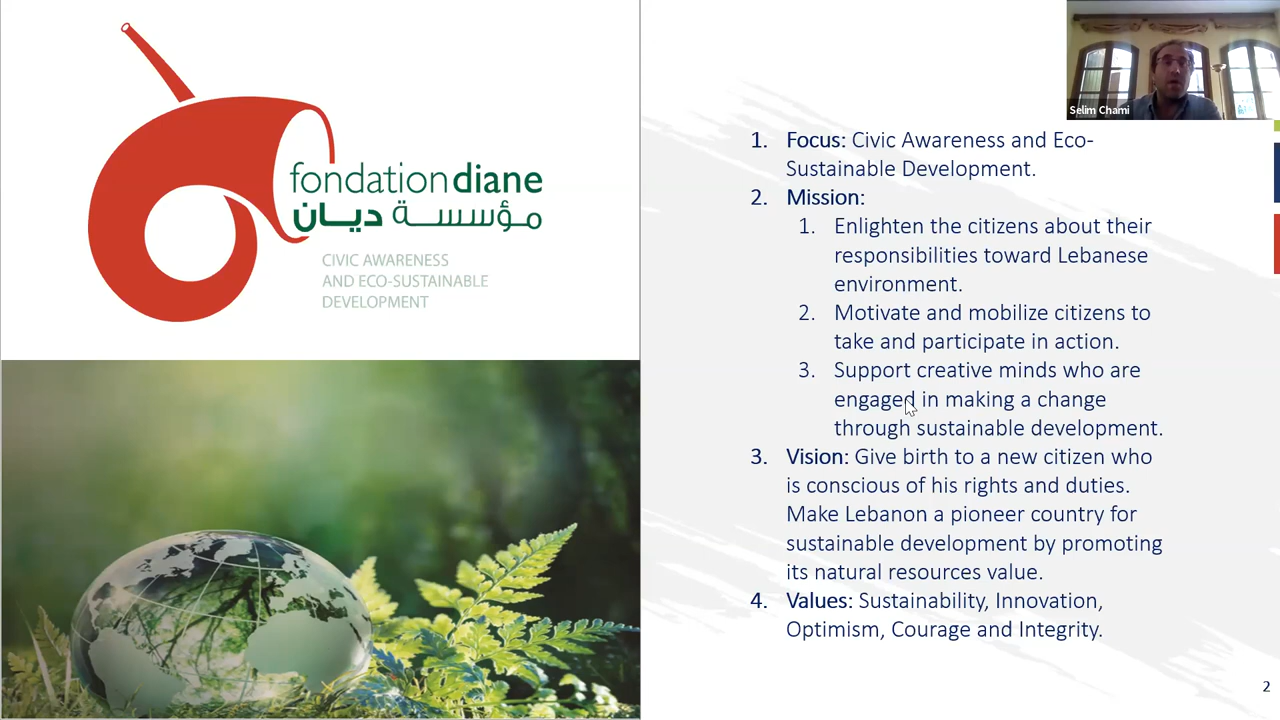 fondation diane
مؤسسة ديان
CIVIC AWARENESS
AND ECO-SUSTAINABLE
DEVELOPMENT
Selim Chami
1. Focus: Civic Awareness and Eco-
Sustainable Development.
2. Mission:
1. Enlighten the citizens about their
responsibilities toward Lebanese
environment.
2. Motivate and mobilize citizens to
take and participate in action.
3. Support creative minds who are
engaged in making a change
through sustainable development.
3. Vision: Give birth to a new citizen who
is conscious of his rights and duties.
Make Lebanon a pioneer country for
sustainable development by promoting
its natural resources value.
4. Values: Sustainability, Innovation,
Optimism, Courage and Integrity.
2